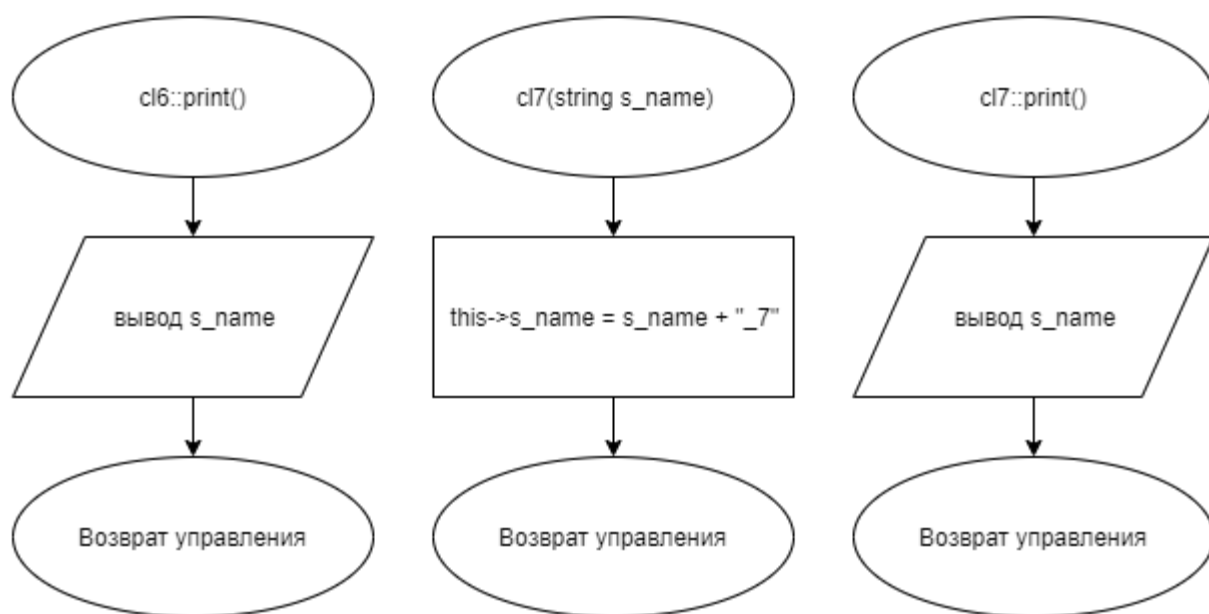 cl6::print()
cl7(string s_name)
cl7::print()
вывод s_name
this->s_name = s_name + "_7"
вывод s_name
Возврат управления
Возврат управления
Возврат управления